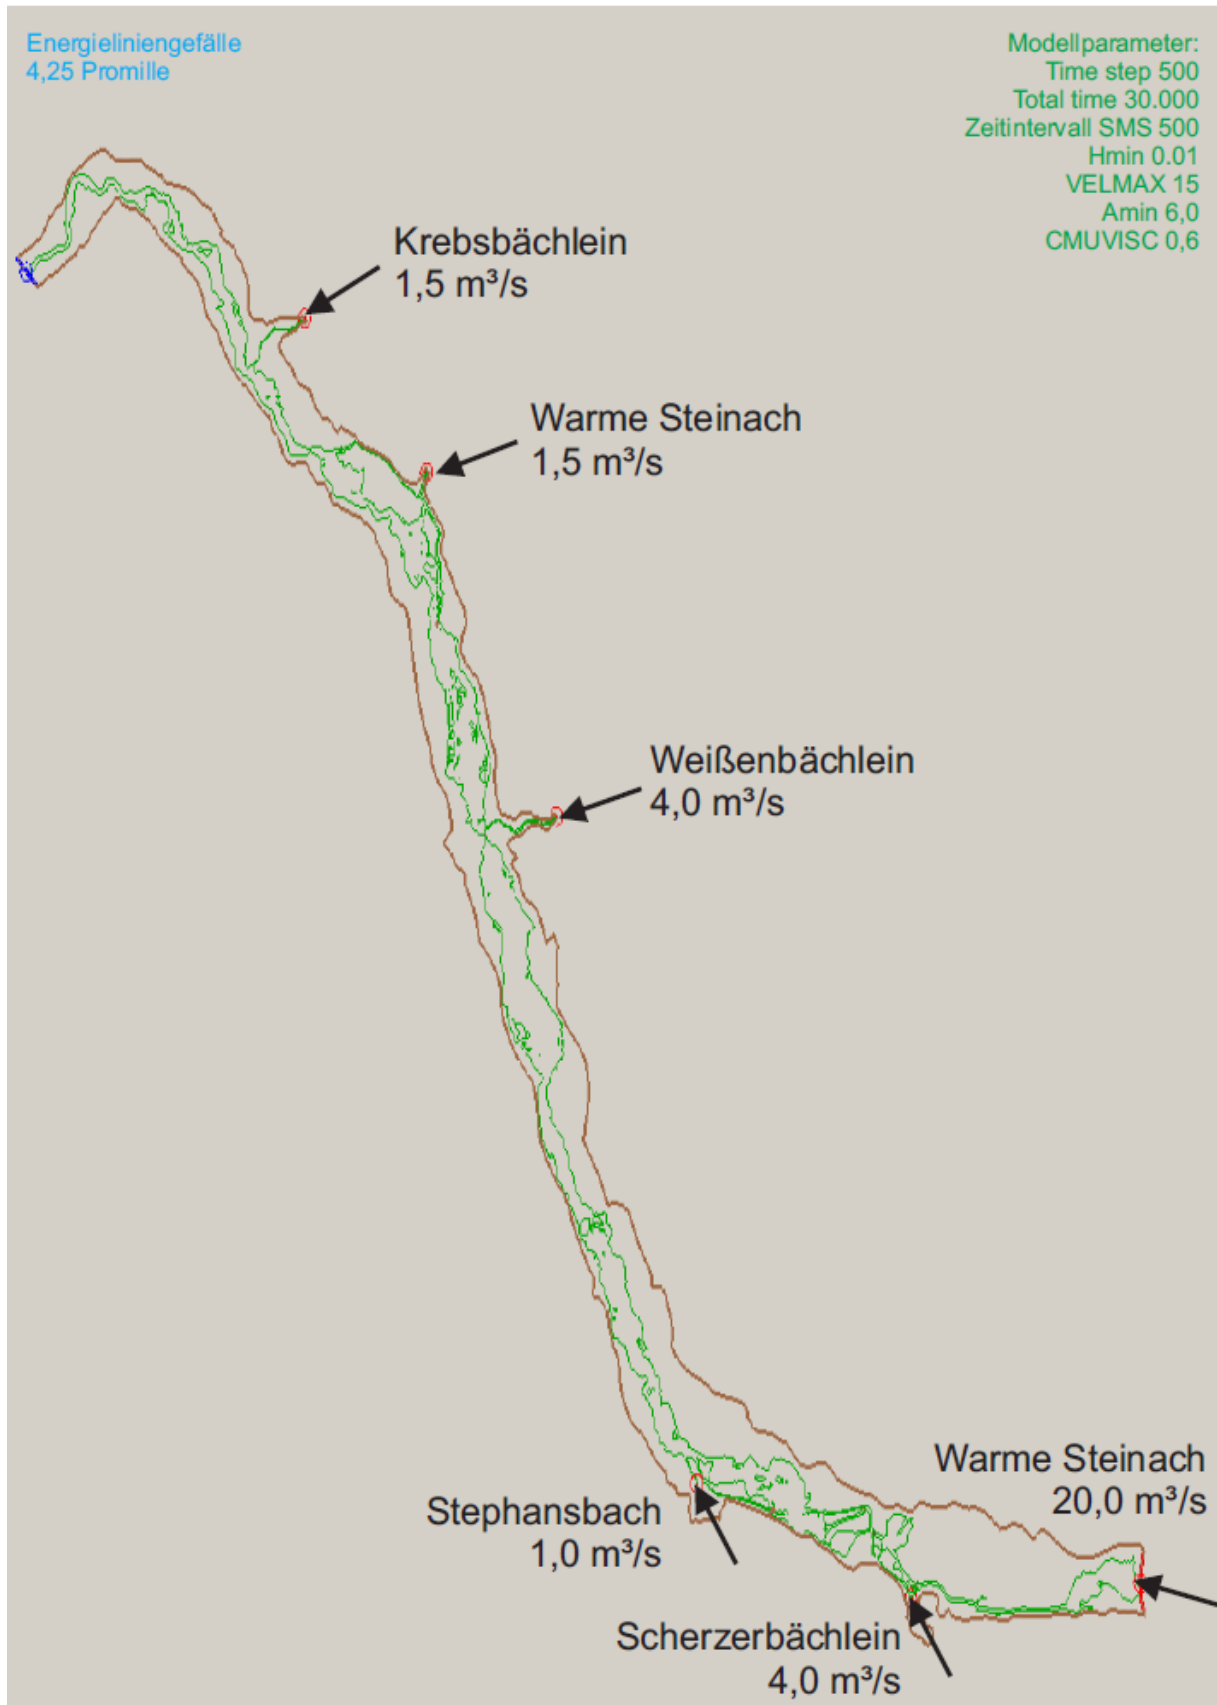 Energieliniengefälle
4,25 Promille
Modellparameter:
Time step 500
Total time 30.000
Zeitintervall SMS 500
Hmin 0.01
VELMAX 15
Amin 6,0
CMUVISC 0,6
Krebsbächlein
1,5 m³/s
Warme Steinach
1,5 m³/s
Weißenbächlein
4,0 m³/s
Warme Steinach
20,0 m³/s
Stephansbach
1,0 m³/s
Scherzerbächlein
4,0 m³/s